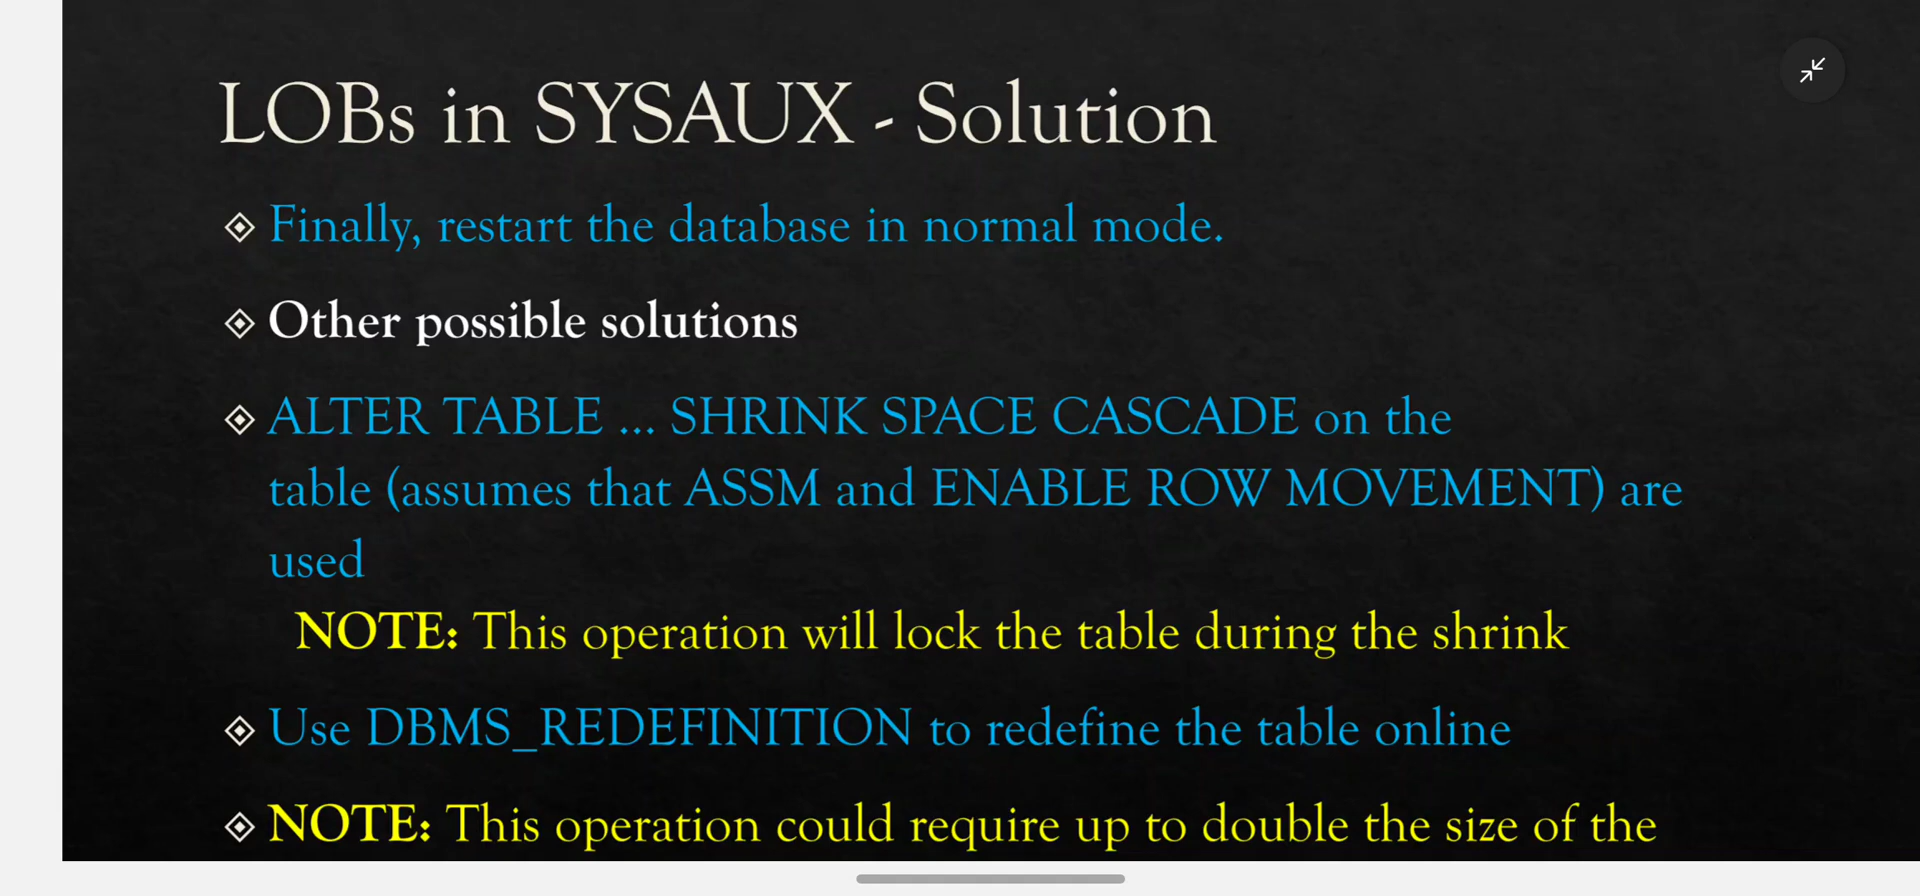 LOBs in SYSAUX - Solution
Finally, restart the database in normal mode.
Other possible solutions
ALTER TABLE ... SHRINK SPACE CASCADE on the
table (assumes that ASSM and ENABLE ROW MOVEMENT) are
used
NOTE: This operation will lock the table during the shrink
Use DBMS_REDEFINITION to redefine the table online
NOTE: This operation could require up to double the size of the